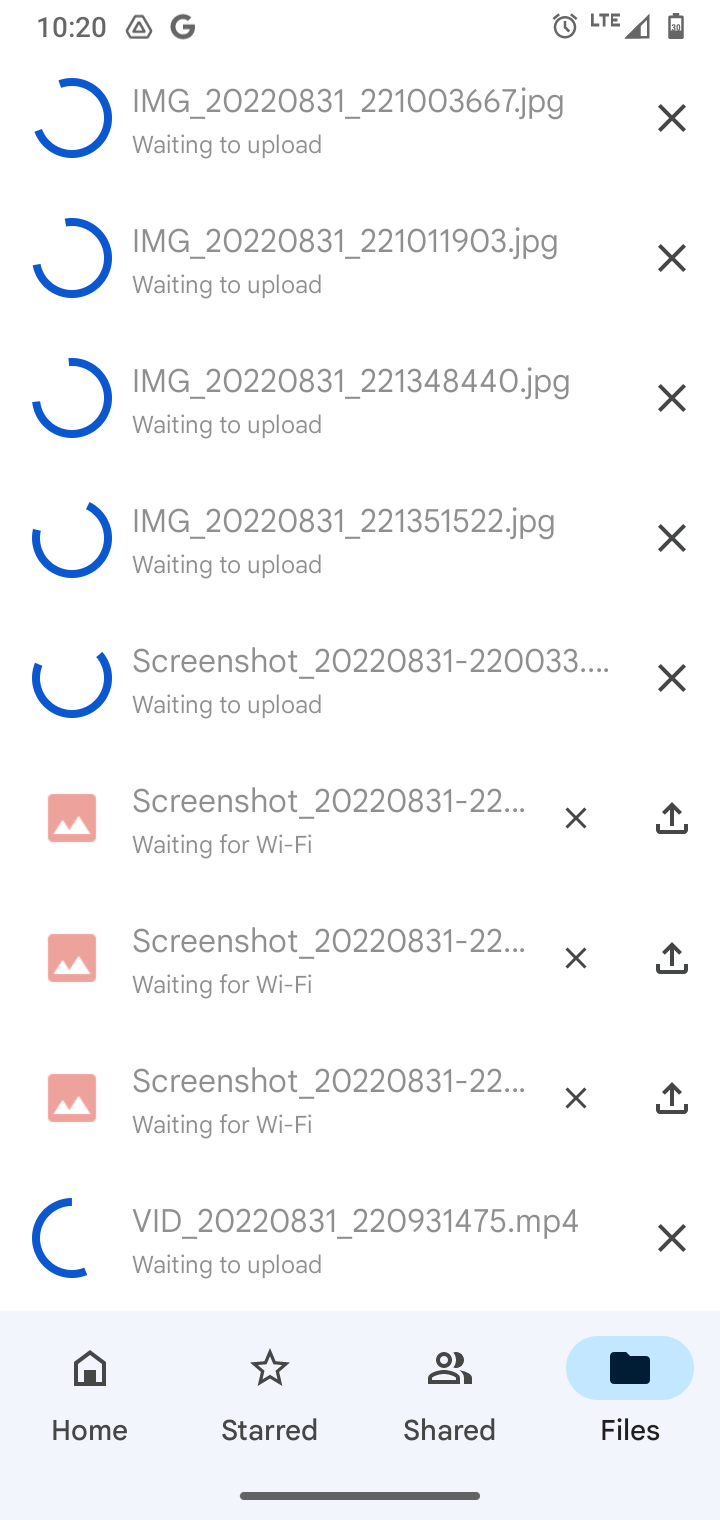 10:20 LTE 30
IMG_20220831_221003667.jpg
Waiting to upload
IMG_20220831_221011903.jpg
Waiting to upload
IMG_20220831_221348440.jpg
Waiting to upload
IMG_20220831_221351522.jpg
Waiting to upload
Screenshot_20220831-220033....
Waiting to upload
Screenshot_20220831-22...
Waiting for Wi-Fi
Screenshot_20220831-22...
Waiting for Wi-Fi
Screenshot_20220831-22...
Waiting for Wi-Fi
VID_20220831_220931475.mp4
Waiting to upload
Home Starred Shared Files